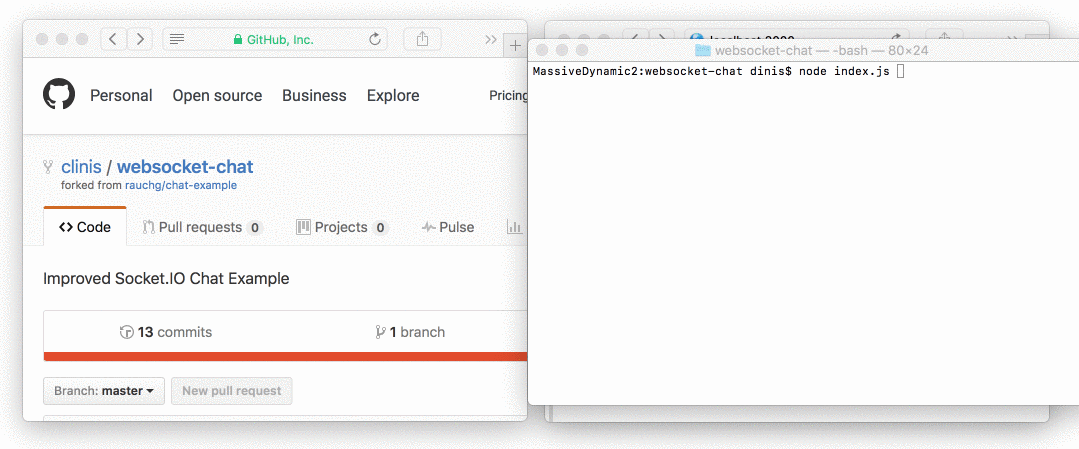 GitHub, Inc.
Personal Open source Business Explore Pricing
clinis / websocket-chat
forked from rauchg/chat-example
Code Pull requests 0 Projects 0 Pulse
Improved Socket.IO Chat Example
13 commits 1 branch
Branch: master New pull request
websocket-chat — -bash — 80×24
MassiveDynamic2:websocket-chat dinis$ node index.js